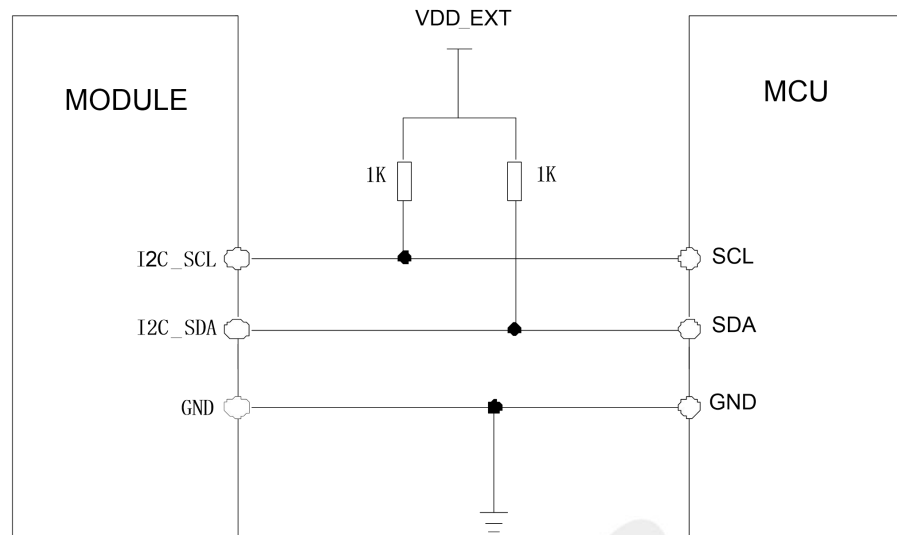 VDD_EXT
MODULE
MCU
1K
1K
I2C_SCL
SCL
I2C_SDA
SDA
GND
GND